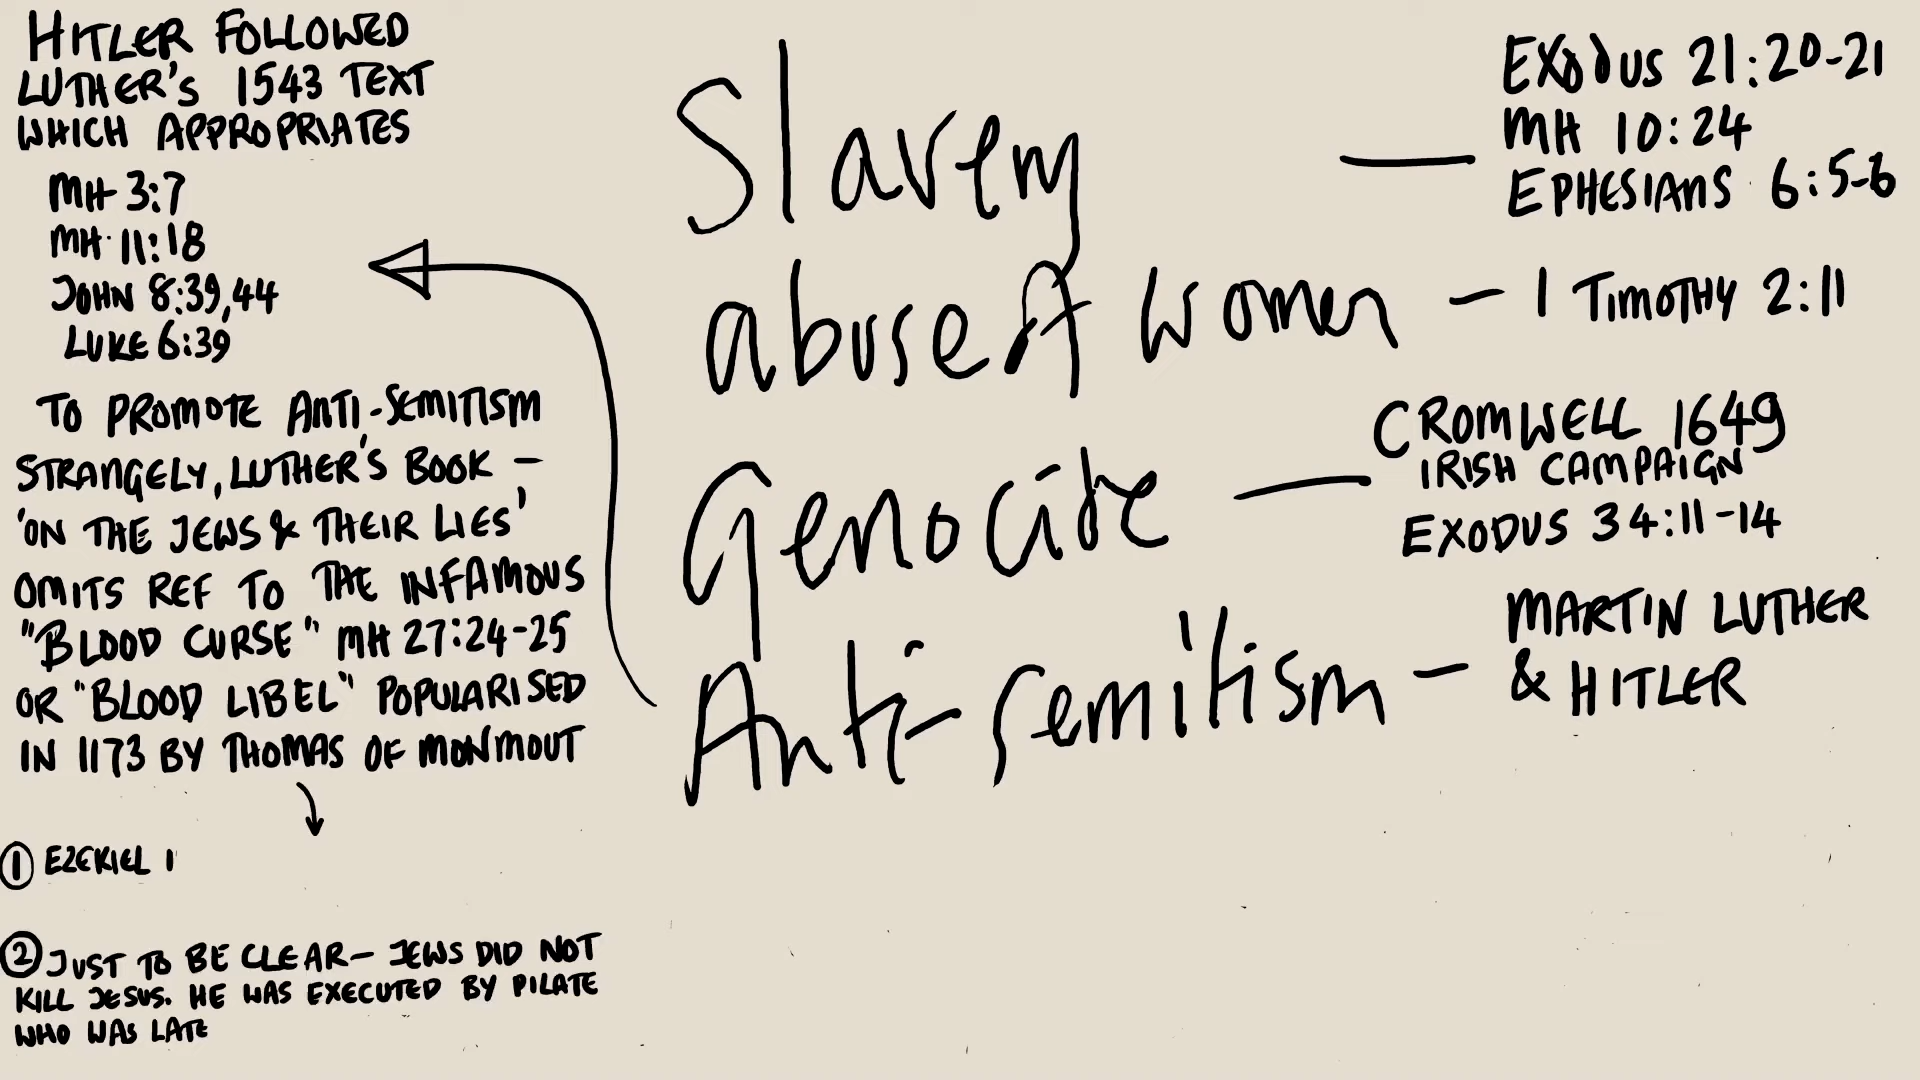 HITLER FOLLOWED
LUTHER'S 1543 TEXT
WHICH APPROPRIATES
MH 3:7
MH 11:18
JOHN 8:39,44
LUKE 6:39
TO PROMOTE ANTI-SEMITISM
STRANGELY, LUTHER'S BOOK -
'ON THE JEWS & THEIR LIES'
OMITS REF TO THE INFAMOUS
"BLOOD CURSE" MH 27:24-25
OR "BLOOD LIBEL" POPULARISED
IN 1173 BY THOMAS OF MONMOUT
① EZEKIEL 1
② JUST TO BE CLEAR - JEWS DID NOT
KILL JESUS. HE WAS EXECUTED BY PILATE
WHO WAS LATE
Slavery
abuse of women - 1 TIMOTHY 2:11
Genocide
Anti-semitism - MARTIN LUTHER
& HITLER
EXODUS 21:20-21
MH 10:24
EPHESIANS 6:5-6
CROMWELL 1649
IRISH CAMPAIGN
EXODUS 34:11-14